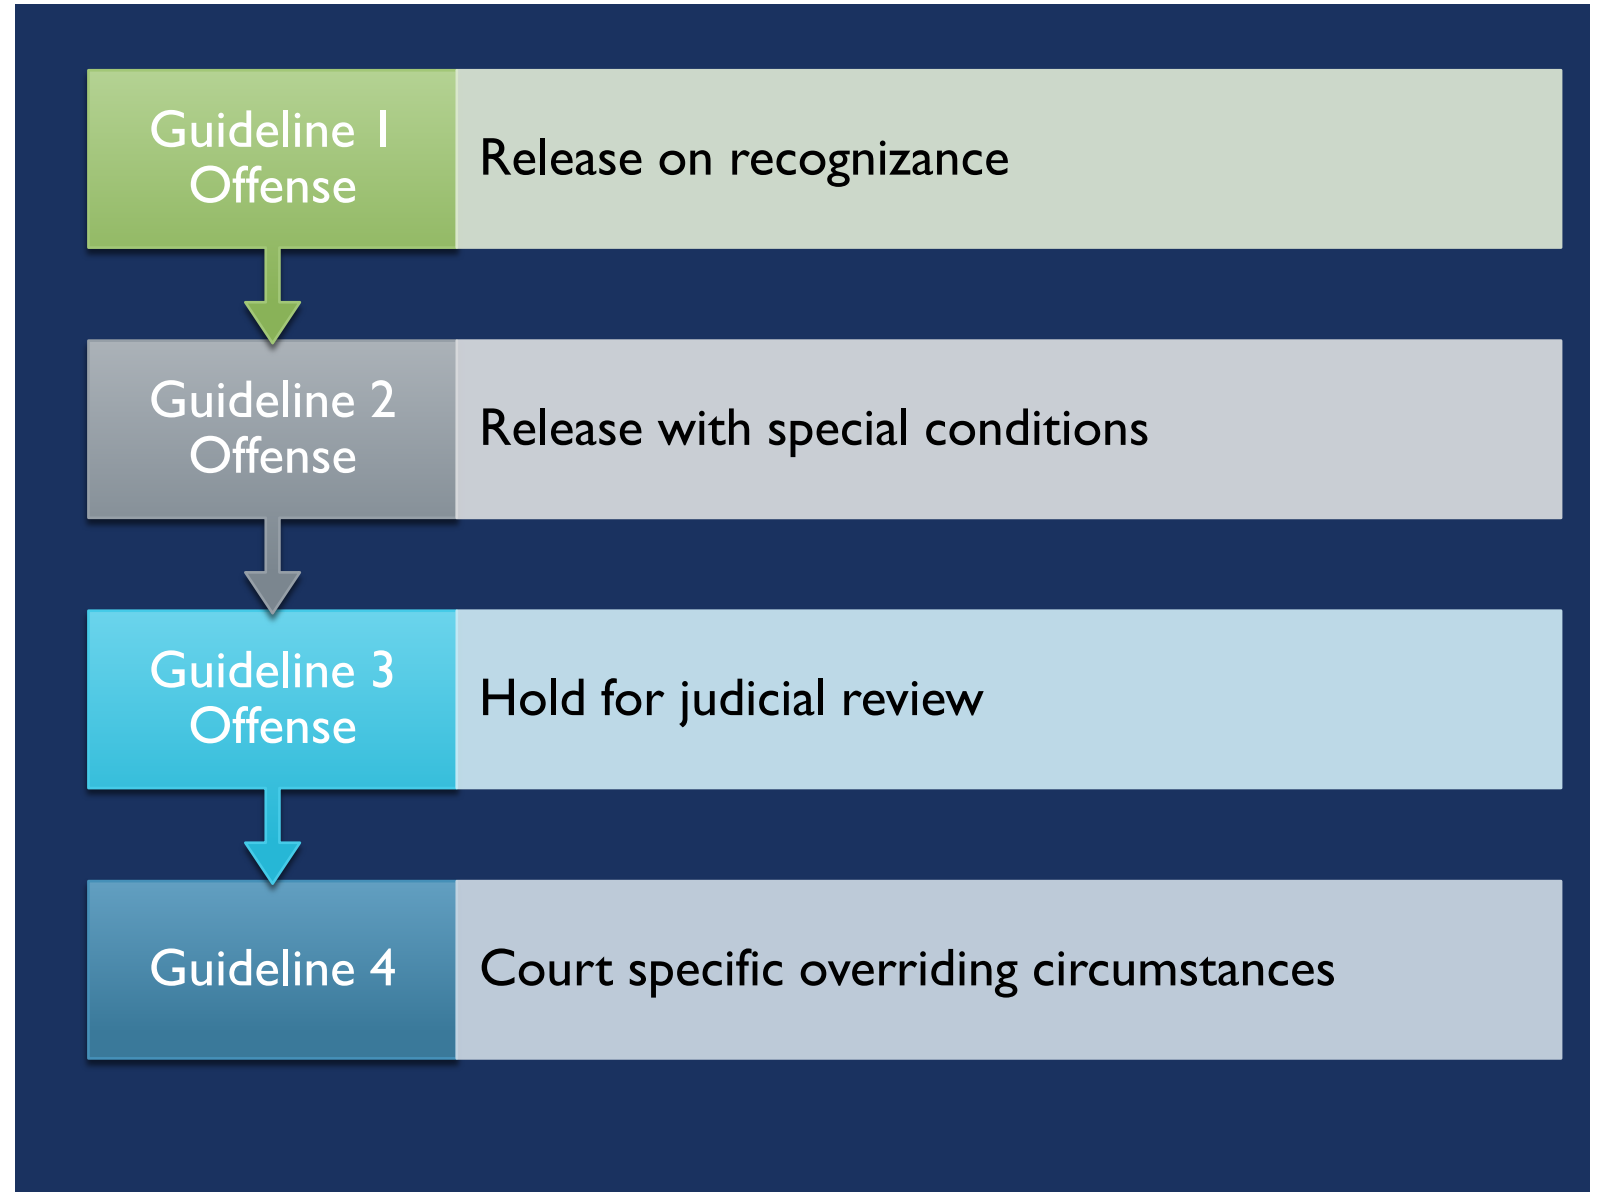 Guideline 1
Offense
Release on recognizance
Guideline 2
Offense
Release with special conditions
Guideline 3
Offense
Hold for judicial review
Guideline 4
Court specific overriding circumstances